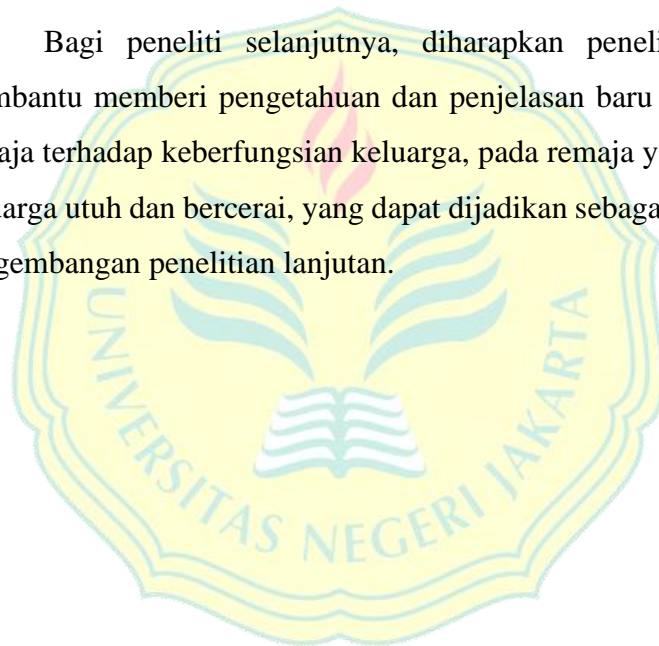 Bagi peneliti selanjutnya, diharapkan peneli
mbantu memberi pengetahuan dan penjelasan baru
aja terhadap keberfungsian keluarga, pada remaja y
uarga utuh dan bercerai, yang dapat dijadikan sebaga
gembangan penelitian lanjutan.
UNIVERSITAS NEGERI JAKARTA